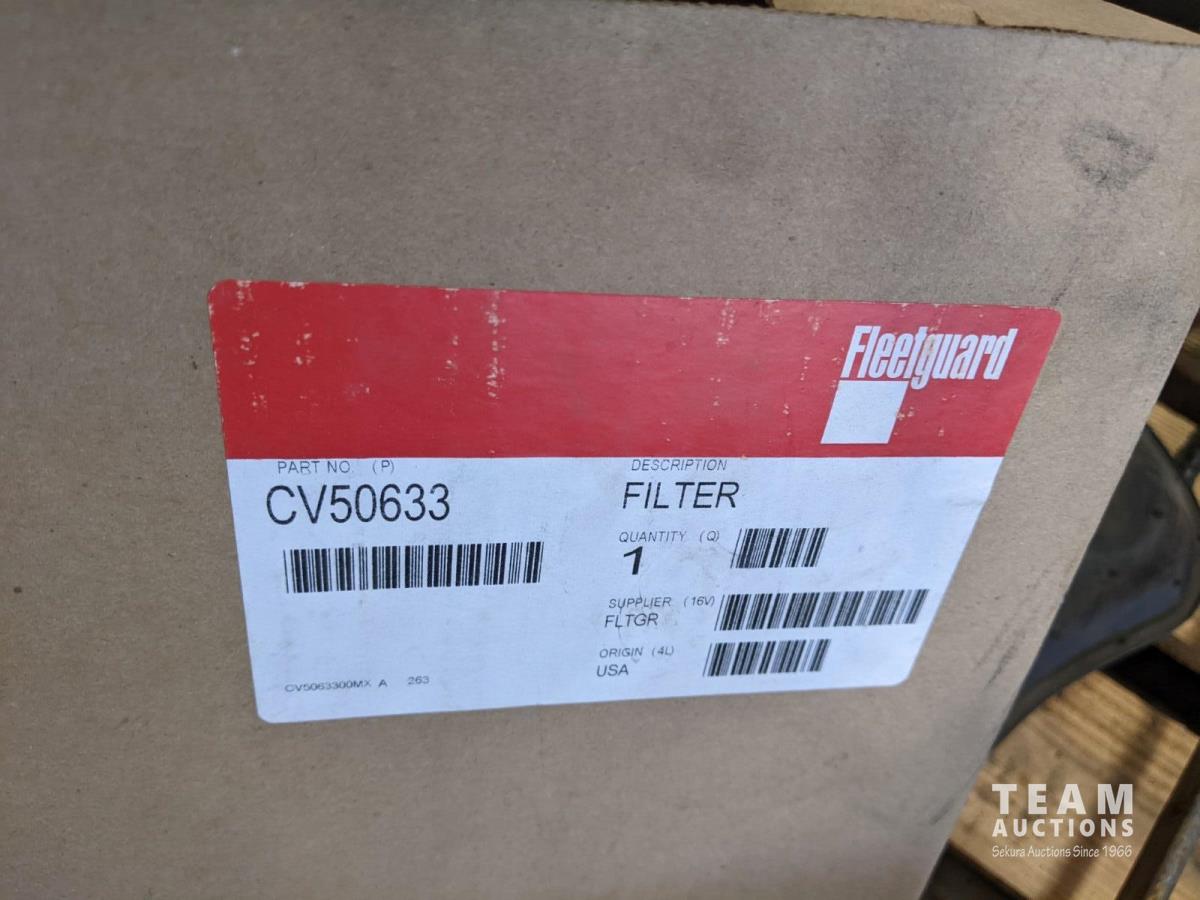 Fleetguard
PART NO. (P)
CV50633
DESCRIPTION
FILTER
QUANTITY (Q)
1
SUPPLIER (16V)
FLTGR
ORIGIN (4L)
USA
CV5063300MX A 263
TEAM
AUCTIONS
Sekura Auctions Since 1966